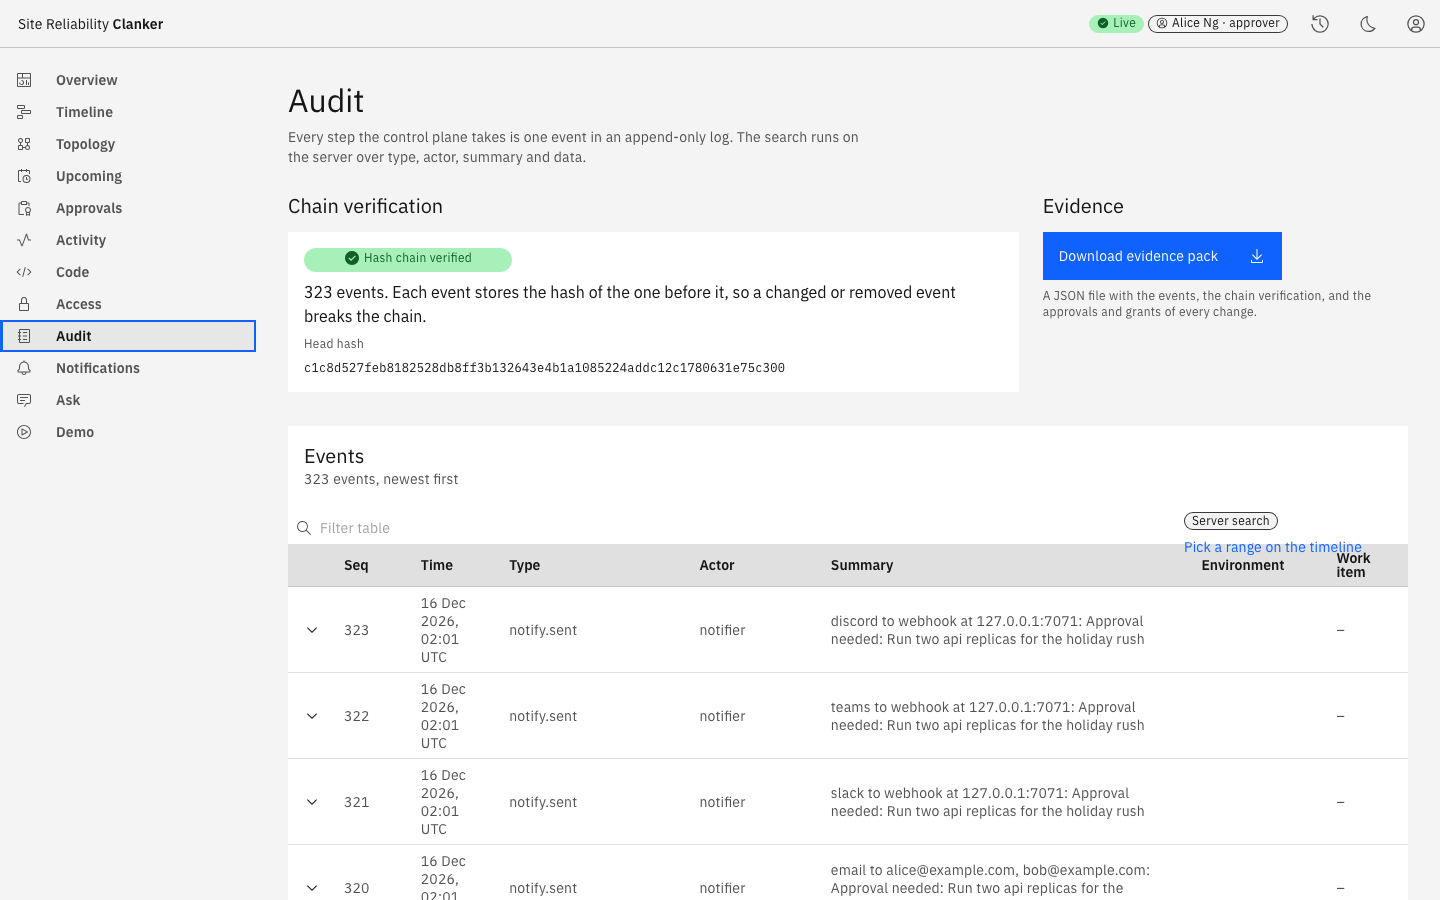 Site Reliability Clanker
Live
Alice Ng · approver
Overview
Timeline
Topology
Upcoming
Approvals
Activity
Code
Access
Audit
Notifications
Ask
Demo
Audit
Every step the control plane takes is one event in an append-only log. The search runs on
the server over type, actor, summary and data.
Chain verification
Hash chain verified
323 events. Each event stores the hash of the one before it, so a changed or removed event
breaks the chain.
Head hash
c1c8d527feb8182528db8ff3b132643e4b1a1085224addc12c1780631e75c300
Evidence
Download evidence pack
A JSON file with the events, the chain verification, and the
approvals and grants of every change.
Events
323 events, newest first
Filter table
Server search
Pick a range on the timeline
Seq Time Type Actor Summary Environment Work item
323 16 Dec 2026, 02:01 UTC notify.sent notifier discord to webhook at 127.0.0.1:7071: Approval needed: Run two api replicas for the holiday rush –
322 16 Dec 2026, 02:01 UTC notify.sent notifier teams to webhook at 127.0.0.1:7071: Approval needed: Run two api replicas for the holiday rush –
321 16 Dec 2026, 02:01 UTC notify.sent notifier slack to webhook at 127.0.0.1:7071: Approval needed: Run two api replicas for the holiday rush –
320 16 Dec 2026, 02:01 notify.sent notifier email to alice@example.com, bob@example.com: Approval needed: Run two api replicas for the –